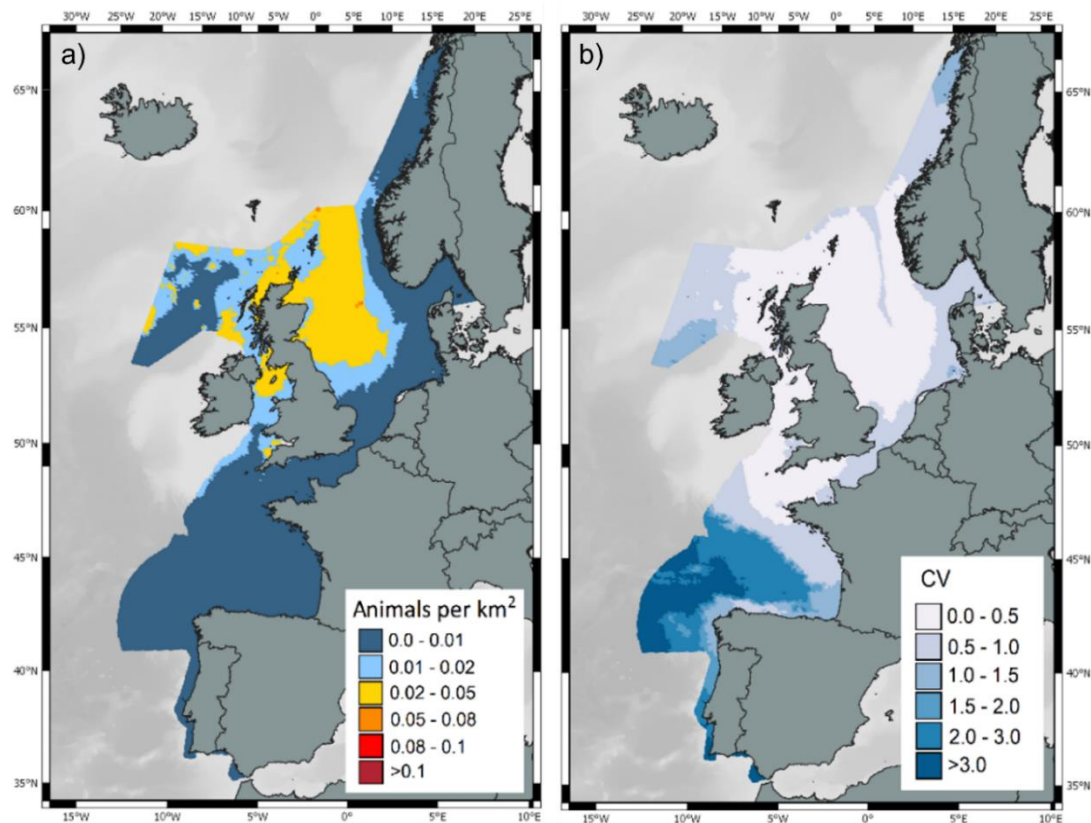 30°W 25°W 20°W 15°W 10°W 5°W 0° 5°E 10°E 15°E 20°E 25°E
a)
65°N
60°N
55°N
50°N
45°N
40°N
35°N
Animals per km²
0.0 - 0.01
0.01 - 0.02
0.02 - 0.05
0.05 - 0.08
0.08 - 0.1
>0.1
15°W 10°W 5°W 0° 5°E 10°E
30°W 25°W 20°W 15°W 10°W 5°W 0° 5°E 10°E 15°E 20°E 25°E
b)
65°N
60°N
55°N
50°N
45°N
40°N
35°N
CV
0.0 - 0.5
0.5 - 1.0
1.0 - 1.5
1.5 - 2.0
2.0 - 3.0
>3.0
15°W 10°W 5°W 0° 5°E 10°E